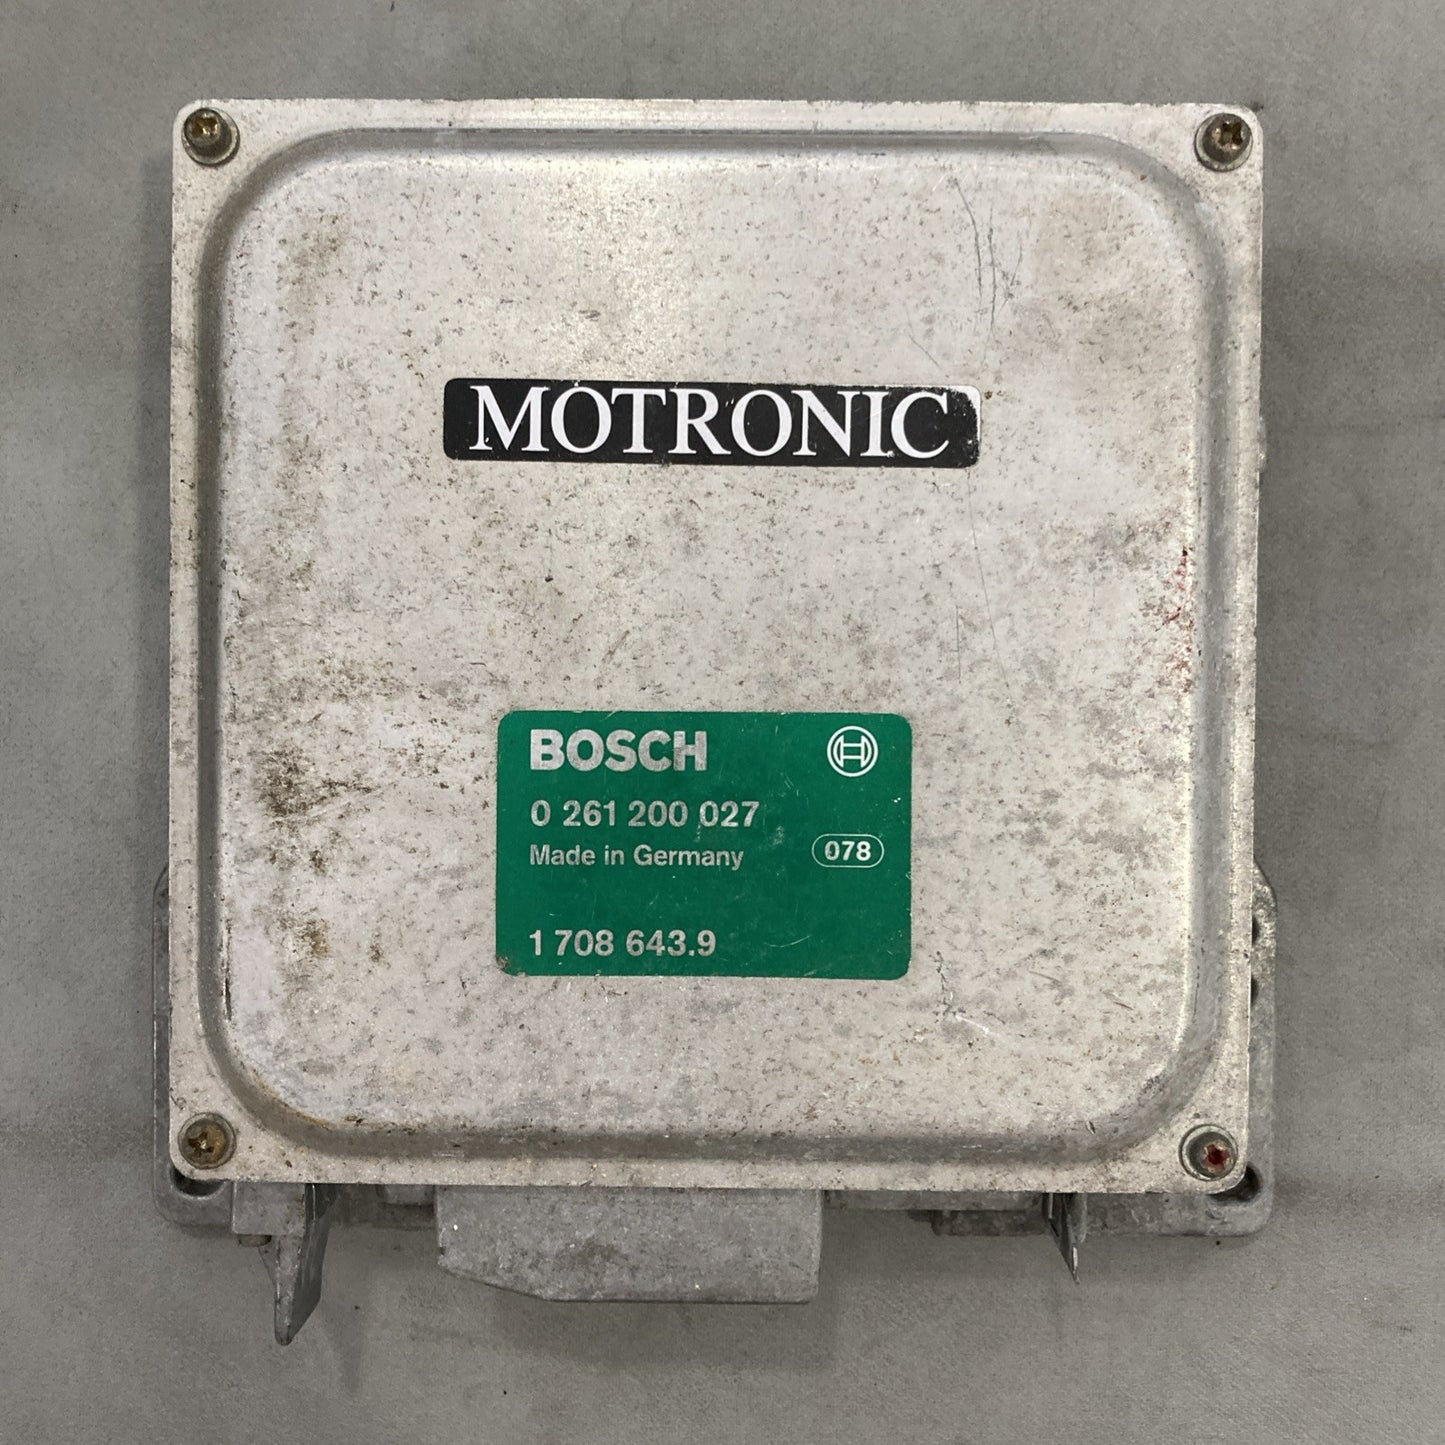 MOTRONIC
BOSCH
0 261 200 027
Made in Germany
078
1 708 643.9